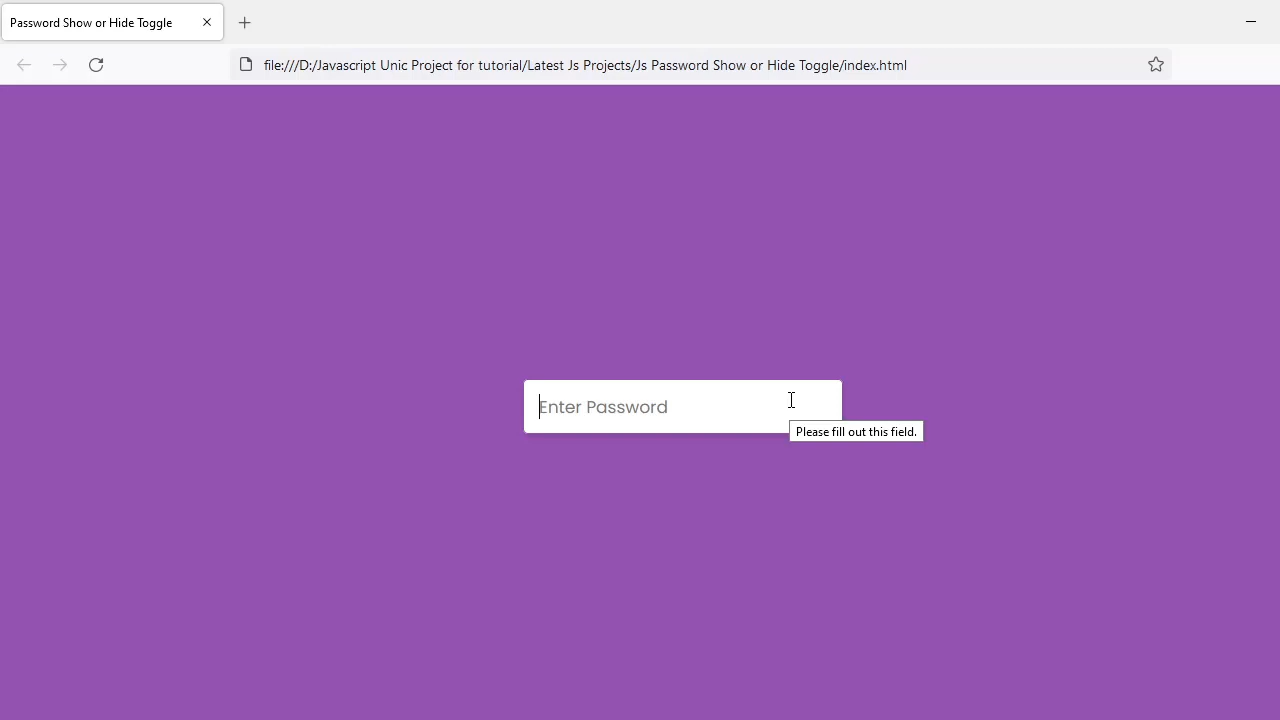 Password Show or Hide Toggle
file:///D:/Javascript Unic Project for tutorial/Latest Js Projects/Js Password Show or Hide Toggle/index.html
Enter Password
Please fill out this field.